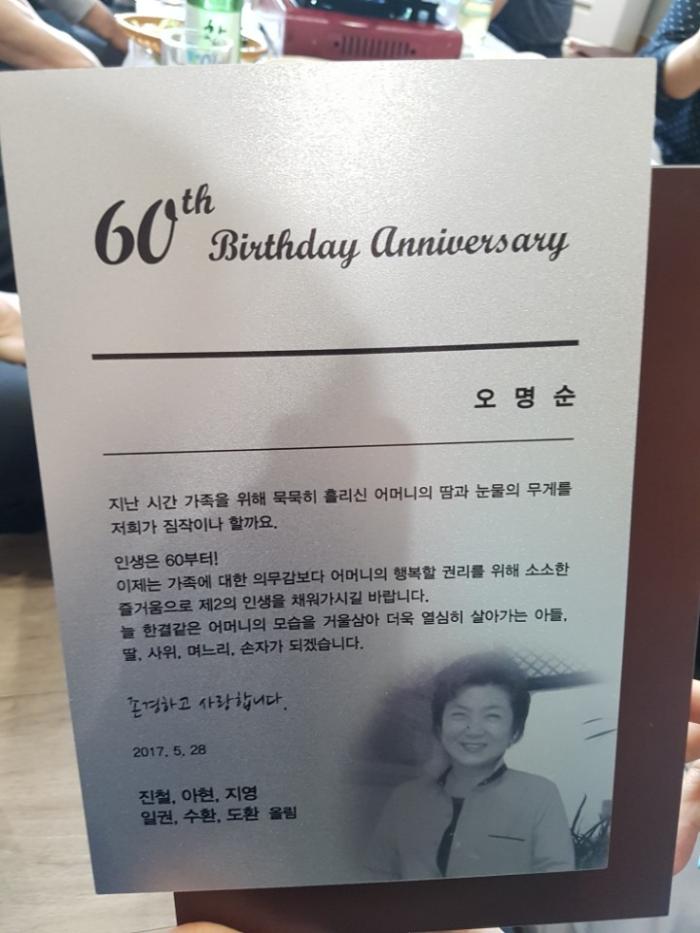 60th Birthday Anniversary
오 명 순
지난 시간 가족을 위해 묵묵히 흘리신 어머니의 땀과 눈물의 무게를
저희가 짐작이나 할까요.
인생은 60부터!
이제는 가족에 대한 의무감보다 어머니의 행복할 권리를 위해 소소한
즐거움으로 제2의 인생을 채워가시길 바랍니다.
늘 한결같은 어머니의 모습을 거울삼아 더욱 열심히 살아가는 아들,
딸, 사위, 며느리, 손자가 되겠습니다.
존경하고 사랑합니다.
2017. 5. 28
진철, 아현, 지영
일권, 수환, 도환 올림